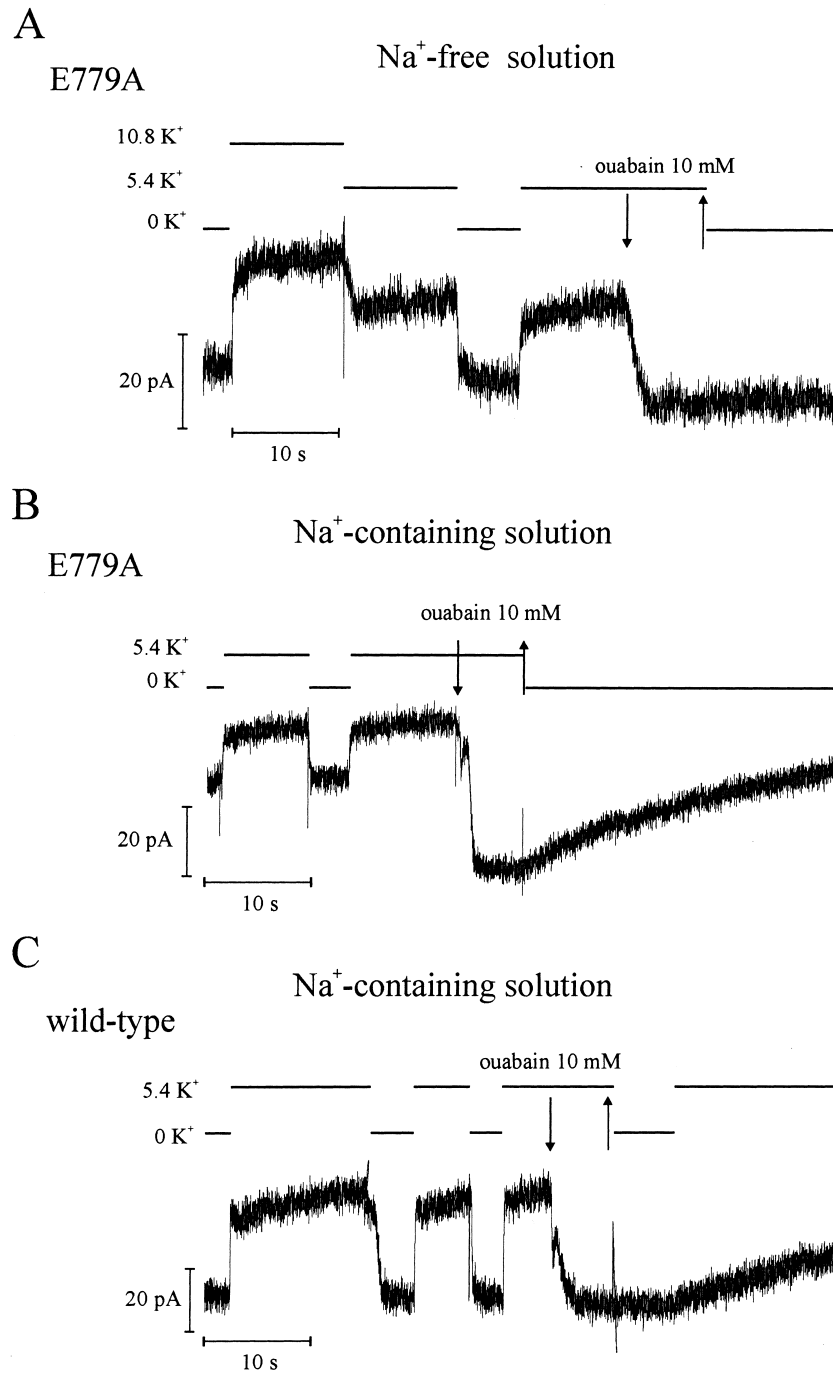 A
Na⁺-free solution
E779A
10.8 K⁺
ouabain 10 mM
5.4 K⁺
0 K⁺
20 pA
10 s
B
Na⁺-containing solution
E779A
ouabain 10 mM
5.4 K⁺
0 K⁺
20 pA
10 s
C
Na⁺-containing solution
wild-type
ouabain 10 mM
5.4 K⁺
0 K⁺
20 pA
10 s